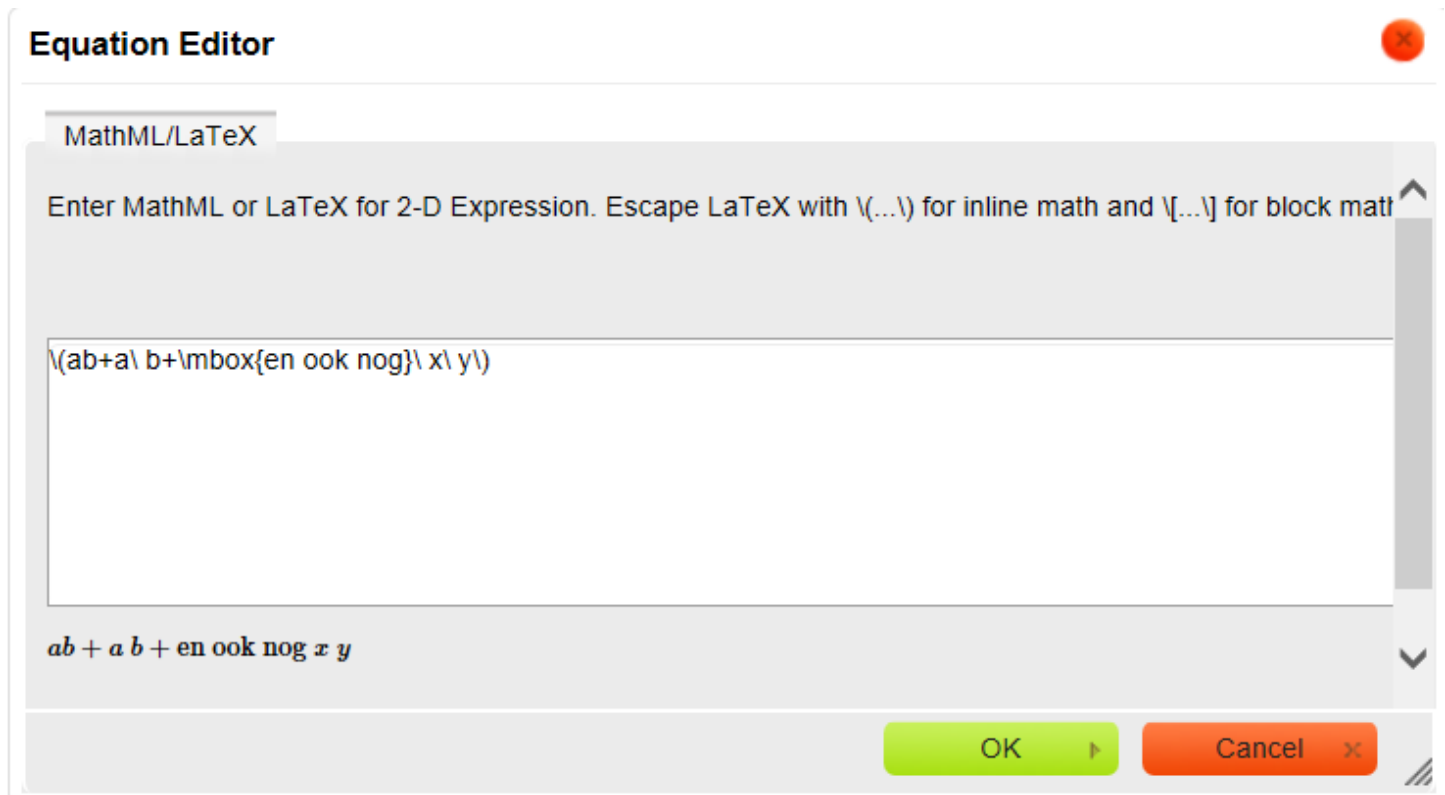 Equation Editor
MathML/LaTeX
Enter MathML or LaTeX for 2-D Expression. Escape LaTeX with \(...\) for inline math and \[...\] for block
\(ab+a\ b+\mbox{en ook nog}\ x\ y\)
ab + a b + en ook nog x y
OK
Cancel